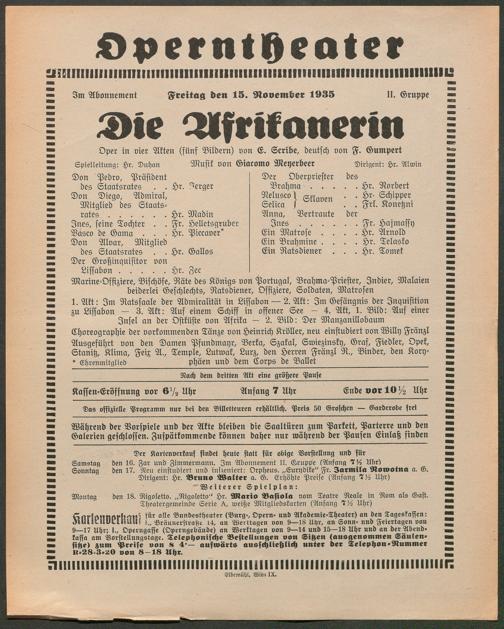 Operntheater
Im Abonnement Freitag den 15. November 1935 II. Gruppe
Die Afrikanerin
Oper in vier Akten (fünf Bildern) von E. Scribe, deutsch von F. Gumpert
Spielleitung: Hr. Duhan Musik von Giacomo Meyerbeer Dirigent: Hr. Alwin
Don Pedro, Präsident
des Staatsrates . . . Hr. Zerger
Don Diego, Admiral,
Mitglied des Staats-
rates . . . . . . Hr. Madin
Ines, seine Tochter . . Fr. Helletsgruber
Vasco de Gama . . . Hr. Piccaver*
Don Alvar, Mitglied
des Staatsrates . . . Hr. Gallos
Der Großinquisitor von
Lissabon . . . . . Hr. Zec
Der Oberpriester des
Brahma . . . . . Hr. Norbert
Nelusco } Sklaven . . Hr. Schipper
Selica } Frl. Konetzni
Anna, Vertraute der
Ines . . . . . . Fr. Hajmassy
Ein Matrose . . . Hr. Arnold
Ein Brahmine . . . Hr. Telasko
Ein Ratsdiener . . . Hr. Tomek
Marine-Offiziere, Bischöfe, Räte des Königs von Portugal, Brahma-Priester, Indier, Malaien
beiderlei Geschlechts, Ratsdiener, Offiziere, Soldaten, Matrosen
1. Akt: Im Ratsaale der Admiralität in Lissabon — 2. Akt: Im Gefängnis der Inquisition
zu Lissabon — 3. Akt: Auf einem Schiff in offener See — 4. Akt, 1. Bild: Auf einer
Insel an der Ostküste von Afrika — 2. Bild: Der Manzanillobaum
Choreographie der vorkommenden Tänze von Heinrich Kröller, neu einstudiert von Willy Fränzl
Ausgeführt von den Damen Pfundmayr, Berka, Szakal, Swiezinsky, Graf, Fiedler, Opek,
Stanitz, Klima, Feix A., Temple, Lutwak, Lurz, den Herren Fränzl R., Binder, den Kory-
phäen und dem Corps de Ballet
* Ehrenmitglied
Nach dem dritten Akt eine größere Pause
Kassen-Eröffnung vor 6½ Uhr Anfang 7 Uhr Ende vor 10½ Uhr
Das offizielle Programm nur bei den Billetteuren erhältlich. Preis 50 Groschen — Garderobe frei
Während der Vorspiele und der Akte bleiben die Saaltüren zum Parkett, Parterre und den
Galerien geschlossen. Zuspätkommende können daher nur während der Pausen Einlaß finden
Der Kartenverkauf findet heute statt für obige Vorstellung und für
Samstag den 16. Zar und Zimmermann. Im Abonnement II. Gruppe (Anfang 7½ Uhr)
Sonntag den 17. Neu einstudiert und inszeniert: Orpheus. „Eurydike“ Fr. Jarmila Novotna a. G.
Dirigent: Hr. Bruno Walter a. G. Erhöhte Preise (Anfang 7½ Uhr)
Weiterer Spielplan:
Montag den 18. Rigoletto. „Rigoletto“ Hr. Mario Basiola vom Teatro Reale in Rom als Gast.
Theatergemeinde Serie A, weiße Mitgliedskarten (Anfang 7½ Uhr)
Kartenverkauf für alle Bundestheater (Burg-, Opern- und Akademie-Theater) an den Tageskassen:
I., Bräunerstraße 14, an Werktagen von 9—18 Uhr, an Sonn- und Feiertagen von
9—17 Uhr; I., Operngasse (Operngebäude) an Werktagen von 9—14 und 15—18 Uhr und an der Abend-
kassa am Vorstellungstage. Telephonische Bestellungen von Sitzen (ausgenommen Säulen-
sitze) zum Preise von S 4·— aufwärts ausschließlich unter der Telephon-Nummer
R-28-3-20 von 8—18 Uhr.
Elbemühl, Wien IX.